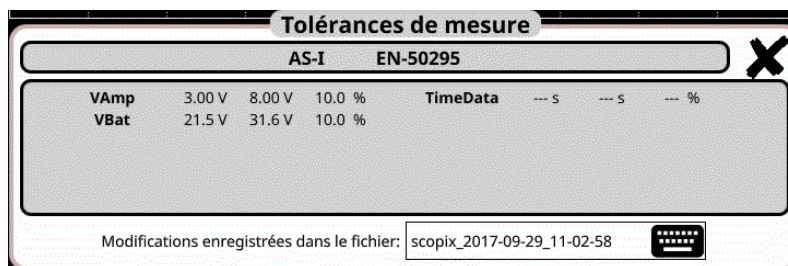 Tolérances de mesure
AS-I EN-50295
VAmp 3.00 V 8.00 V 10.0 % TimeData --- s --- s --- %
VBat 21.5 V 31.6 V 10.0 %
Modifications enregistrées dans le fichier: scopix_2017-09-29_11-02-58